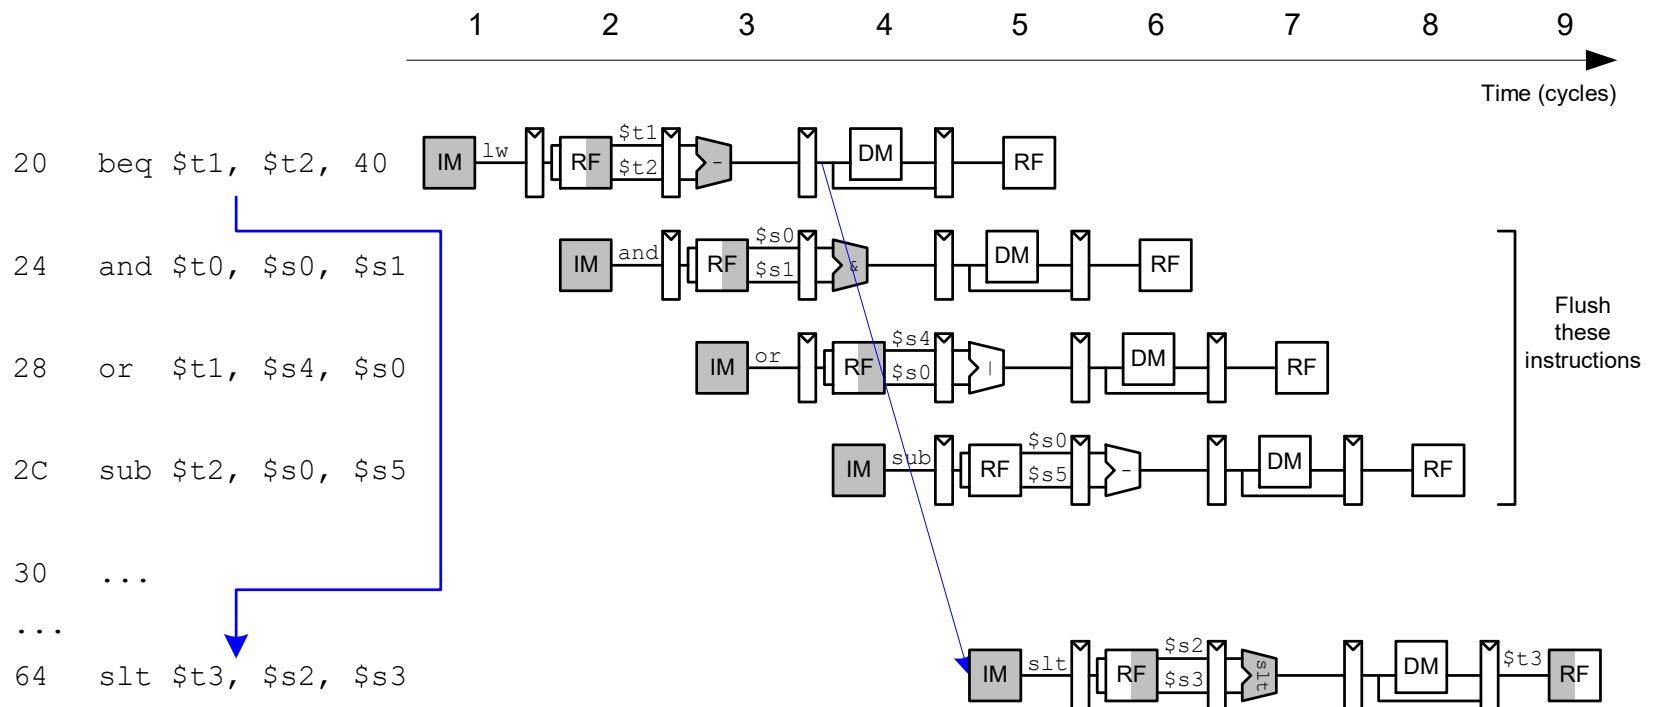 1 2 3 4 5 6 7 8 9
Time (cycles)
20 beq $t1, $t2, 40 IM lw RF $t1 $t2 - DM RF
24 and $t0, $s0, $s1 IM and RF $s0 $s1 & DM RF
28 or $t1, $s4, $s0 IM or RF $s4 $s0 | DM RF
2C sub $t2, $s0, $s5 IM sub RF $s0 $s5 - DM RF
Flush
these
instructions
30 ...
...
64 slt $t3, $s2, $s3 IM slt RF $s2 $s3 slt DM $t3 RF